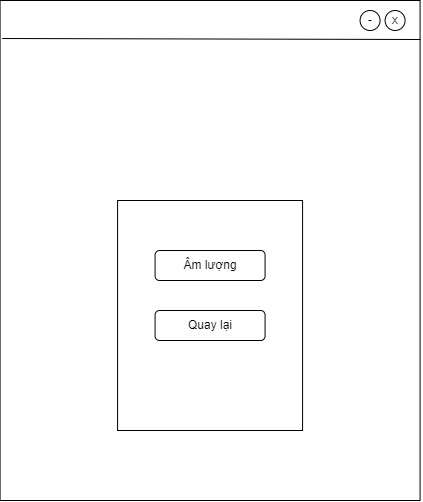 - x
Âm lượng
Quay lại